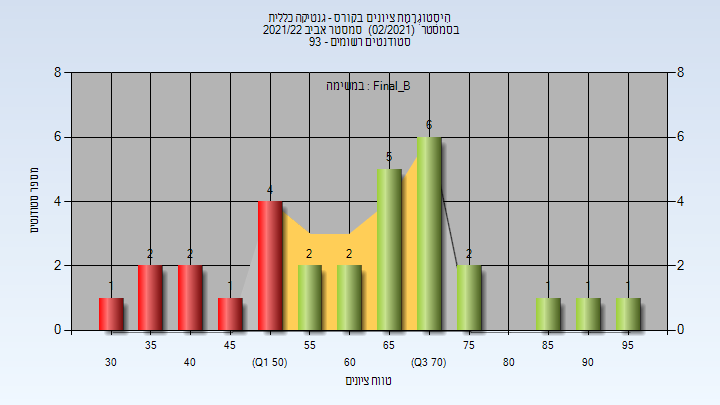 היסטוגרמת ציונים בקורס - גנטיקה כללית
בסמסטר (02/2021) סמסטר אביב 2021/22
סטודנטים רשומים - 93
במשימה : Final_B
מספר סטודנטים
8 8
6 6
4 4
2 2
0 0
1 2 2 1 4 2 2 5 6 2 1 1 1
35 45 55 65 75 85 95
30 40 (Q1 50) 60 (Q3 70) 80 90
טווח ציונים